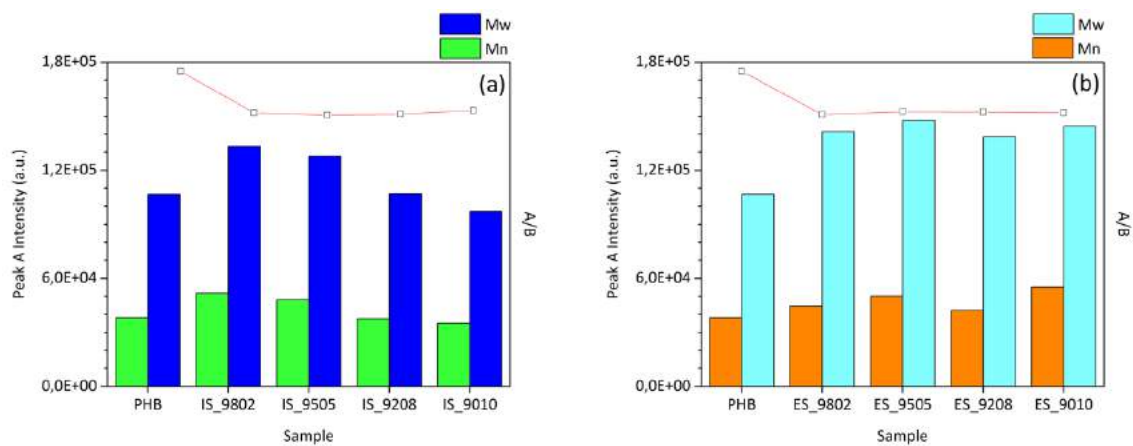 Mw
Mn
(a)
1,8E+05
1,2E+05
6,0E+04
0,0E+00
Peak A Intensity (a.u.)
A/B
PHB IS_9802 IS_9505 IS_9208 IS_9010
Sample
Mw
Mn
(b)
1,8E+05
1,2E+05
6,0E+04
0,0E+00
Peak A Intensity (a.u.)
A/B
PHB ES_9802 ES_9505 ES_9208 ES_9010
Sample